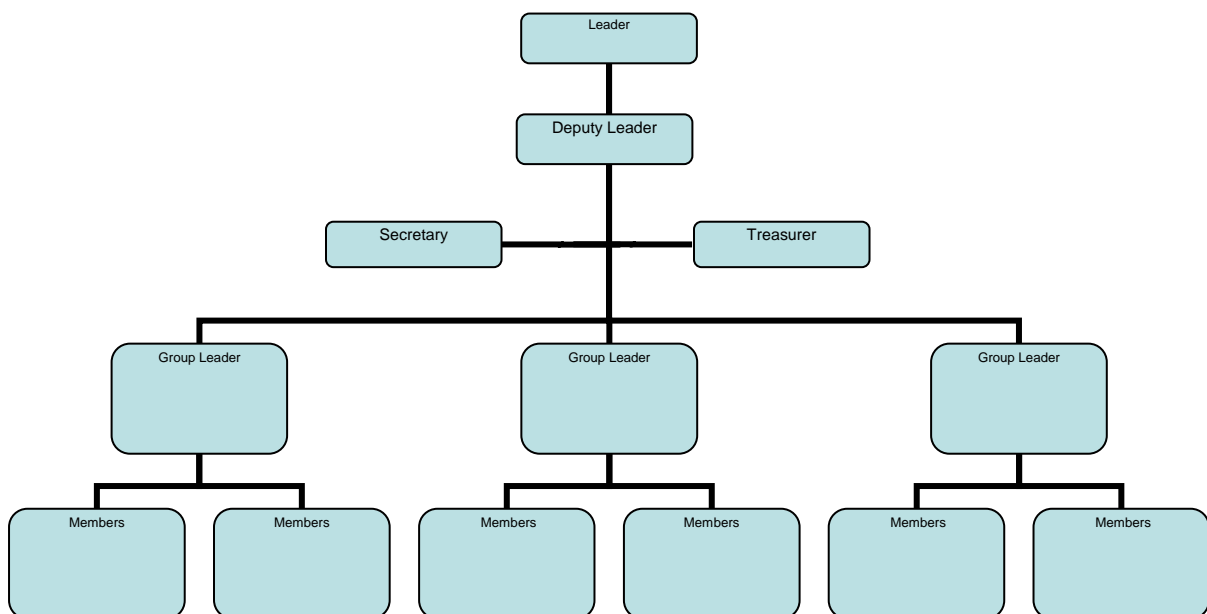 Leader
Deputy Leader
Secretary
Treasurer
Group Leader
Group Leader
Group Leader
Members
Members
Members
Members
Members
Members